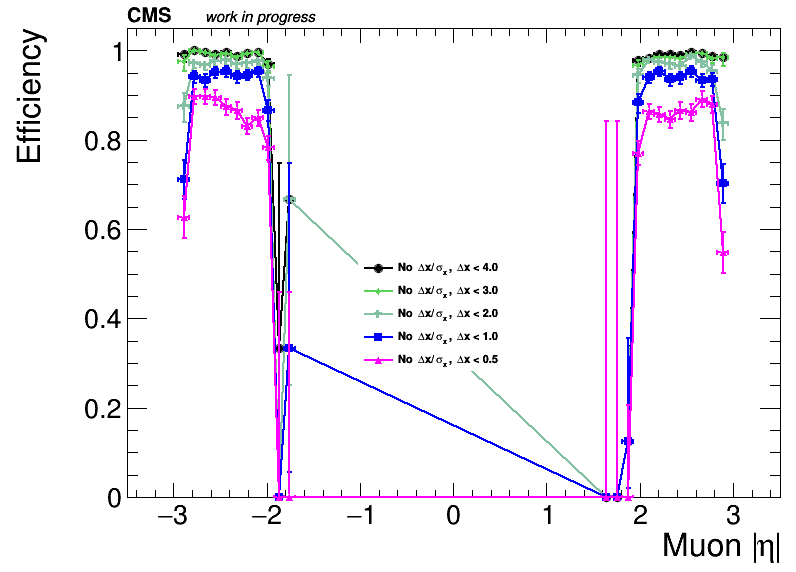 CMS work in progress
Efficiency
1
0.8
0.6
0.4
0.2
0
No Δx/σx, Δx < 4.0
No Δx/σx, Δx < 3.0
No Δx/σx, Δx < 2.0
No Δx/σx, Δx < 1.0
No Δx/σx, Δx < 0.5
−3 −2 −1 0 1 2 3
Muon |η|